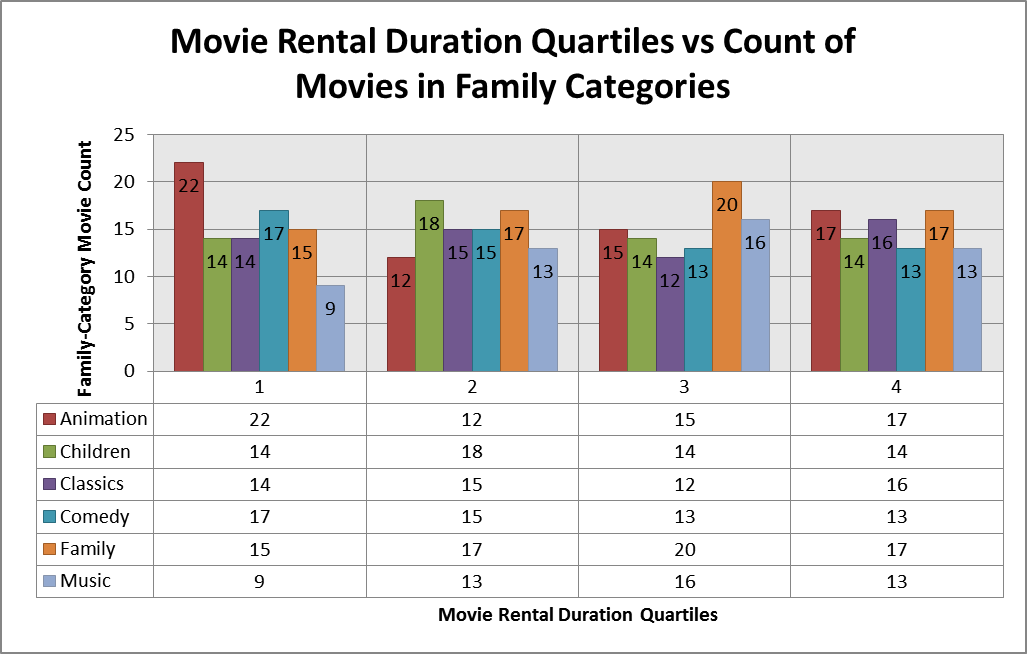 Movie Rental Duration Quartiles vs Count of
Movies in Family Categories
Family-Category Movie Count
25
20
15
10
5
0
22 14 14 17 15 9
12 18 15 15 17 13
15 14 12 13 20 16
17 14 16 13 17 13
1 2 3 4
Animation 22 12 15 17
Children 14 18 14 14
Classics 14 15 12 16
Comedy 17 15 13 13
Family 15 17 20 17
Music 9 13 16 13
Movie Rental Duration Quartiles